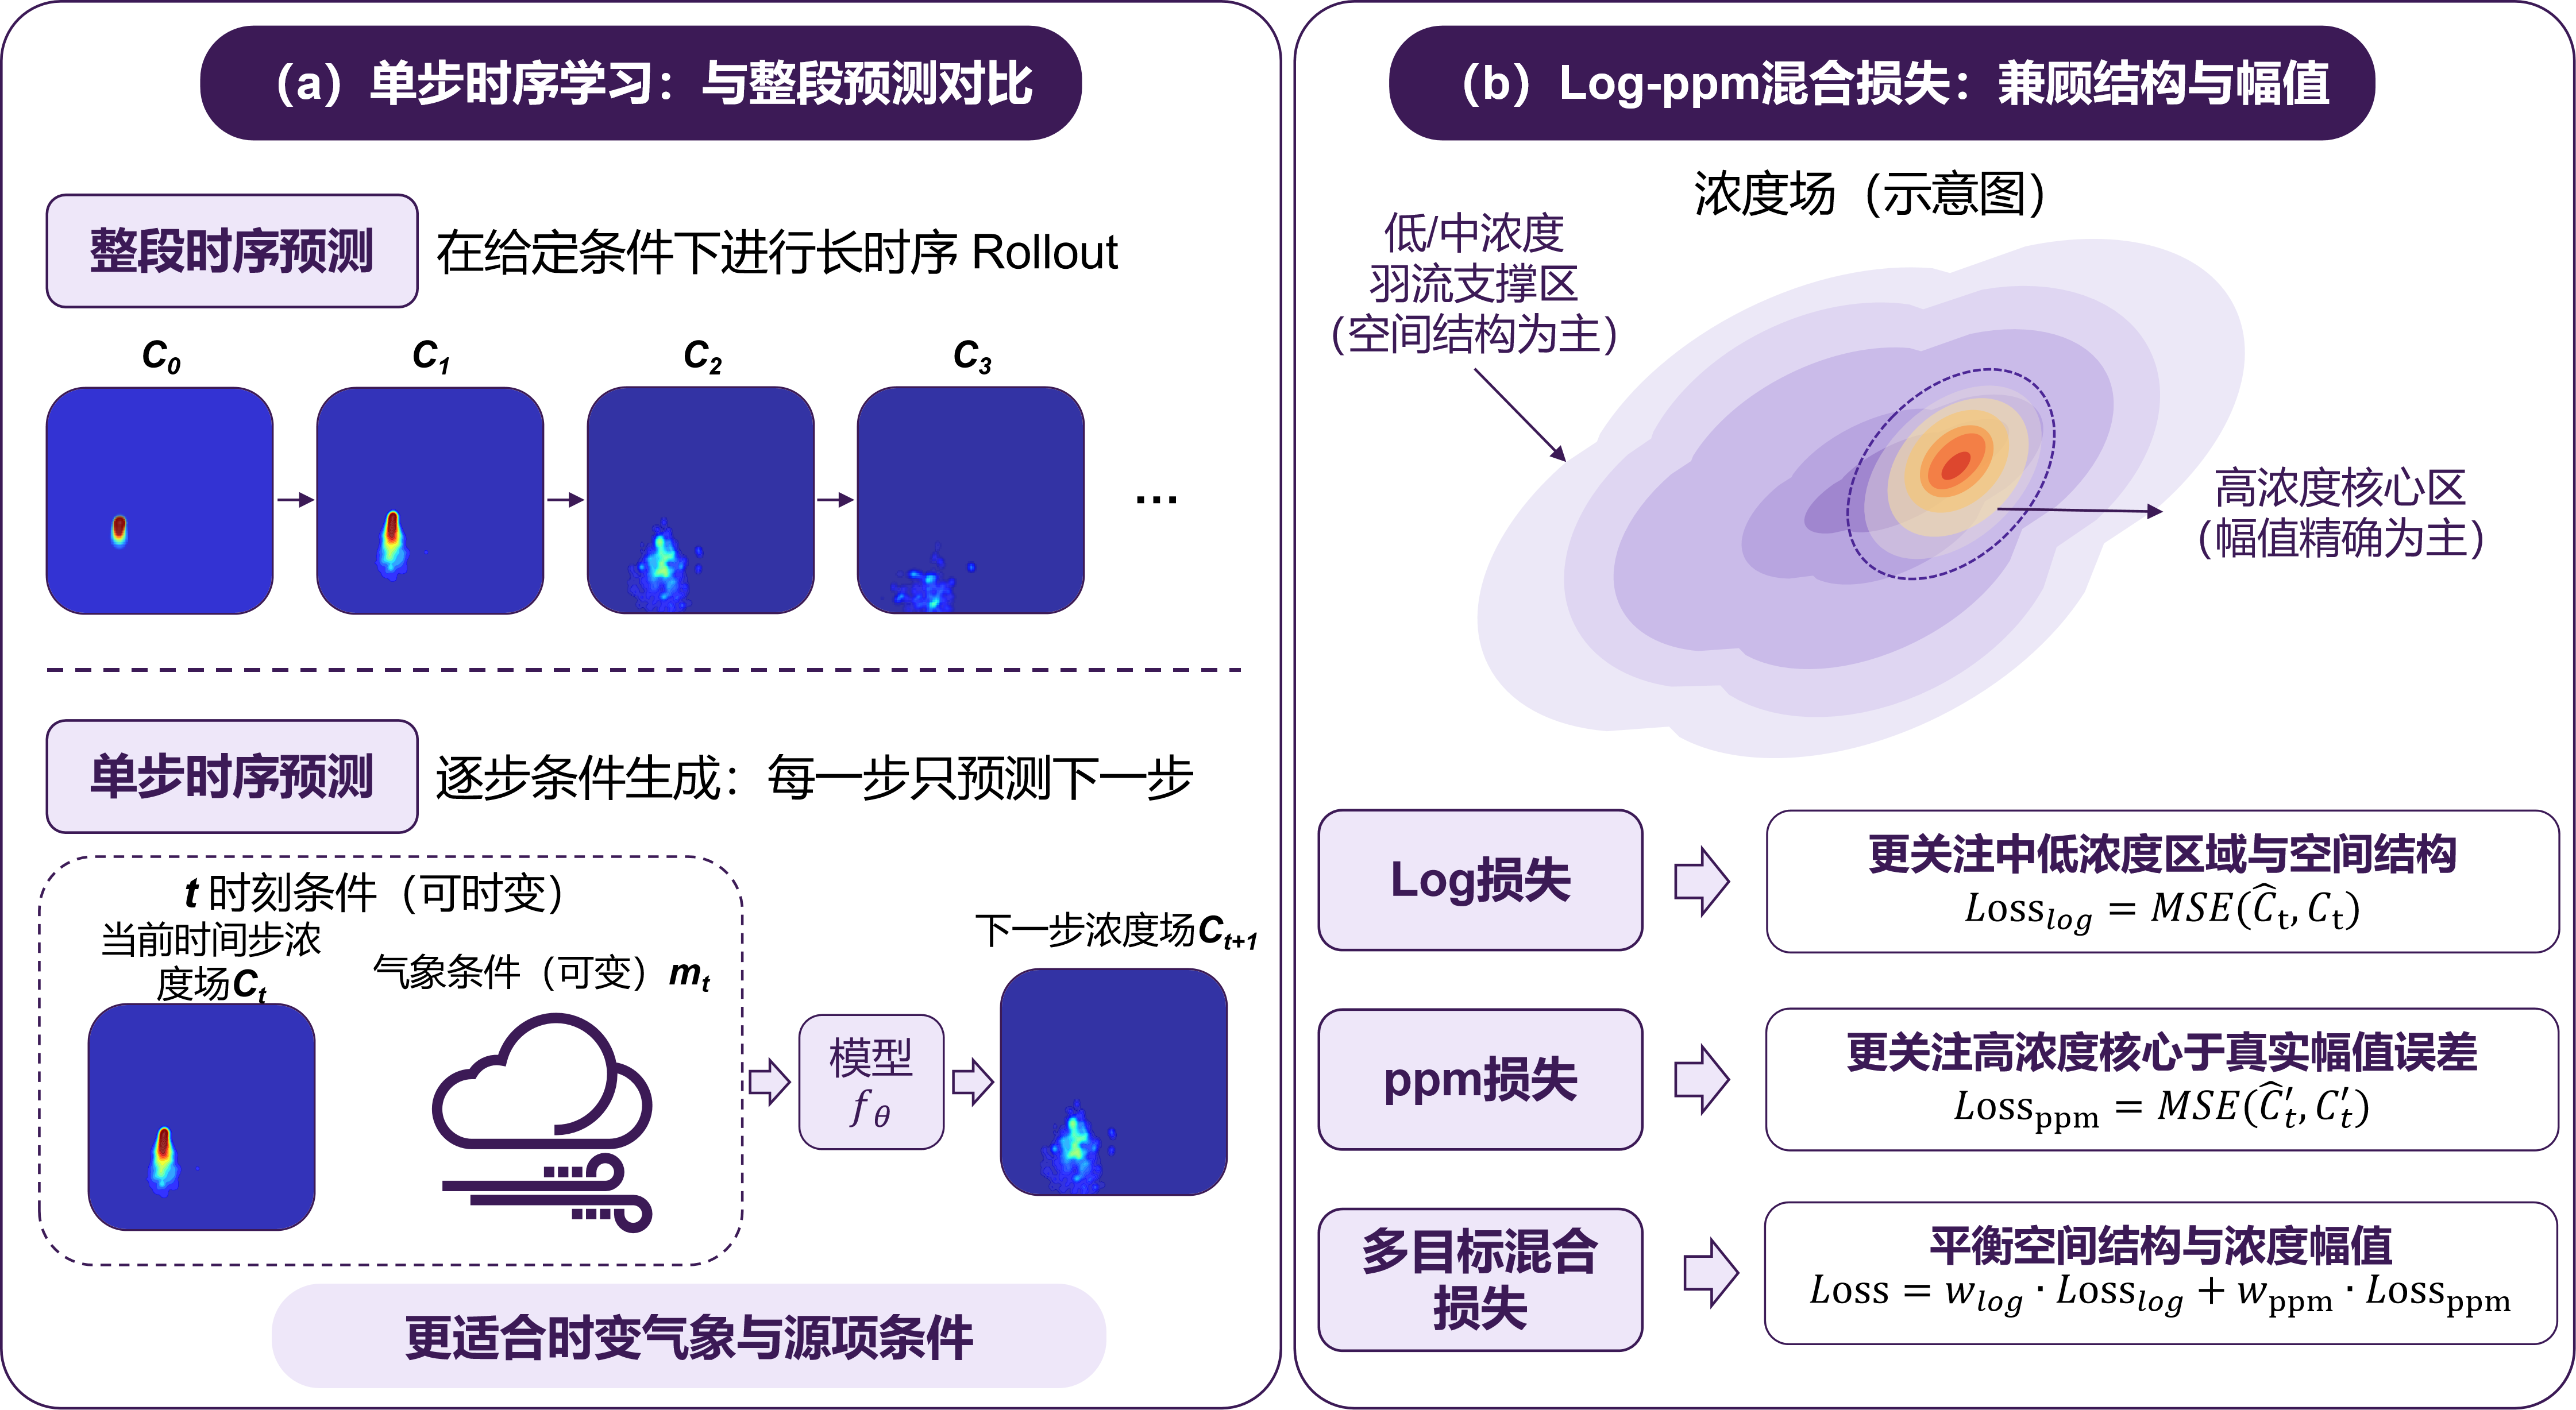 （a）单步时序学习：与整段预测对比
整段时序预测
在给定条件下进行长时序 Rollout
C0
C1
C2
C3
...
单步时序预测
逐步条件生成：每一步只预测下一步
t 时刻条件（可时变）
当前时间步浓
度场Ct
气象条件（可变）mt
模型
fθ
下一步浓度场Ct+1
更适合时变气象与源项条件
（b）Log-ppm混合损失：兼顾结构与幅值
浓度场（示意图）
低/中浓度
羽流支撑区
（空间结构为主）
高浓度核心区
（幅值精确为主）
Log损失
更关注中低浓度区域与空间结构
Loss_log = MSE(Ĉ_t, C_t)
ppm损失
更关注高浓度核心于真实幅值误差
Loss_ppm = MSE(Ĉ′_t, C′_t)
多目标混合
损失
平衡空间结构与浓度幅值
Loss = w_log · Loss_log + w_ppm · Loss_ppm